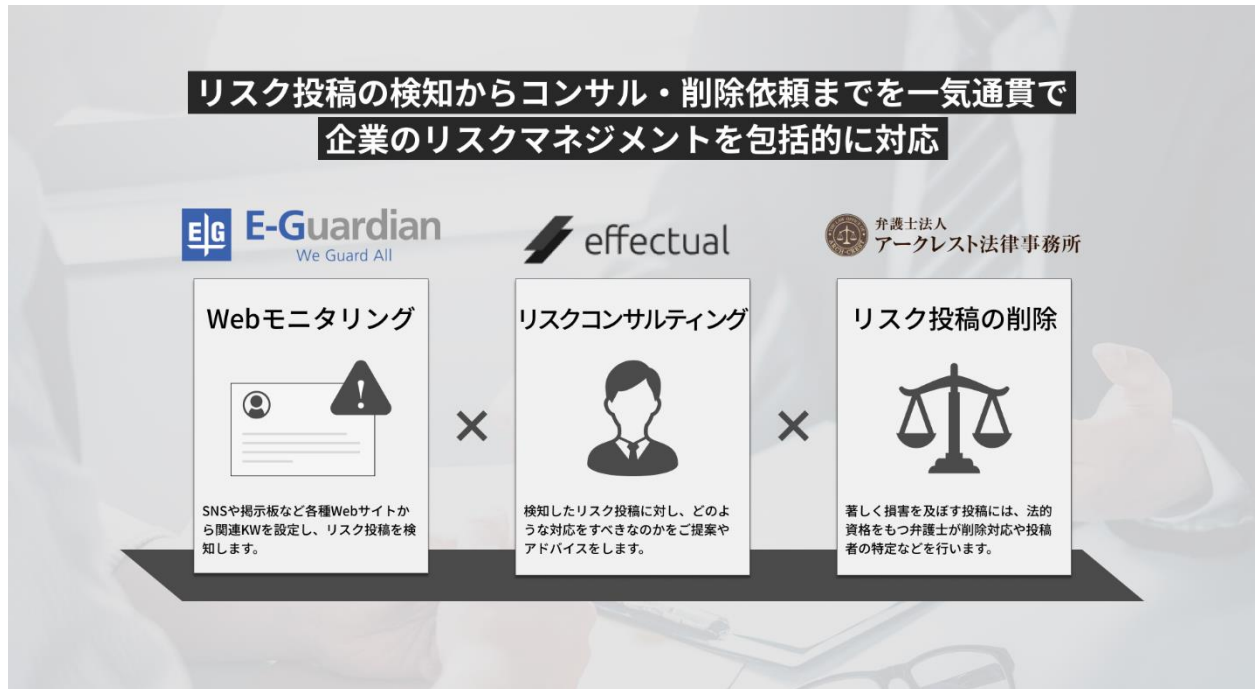 リスク投稿の検知からコンサル・削除依頼までを一気通貫で
企業のリスクマネジメントを包括的に対応
E G
E-Guardian
We Guard All
effectual
弁護士法人
アークレスト法律事務所
Webモニタリング
SNSや掲示板など各種Webサイトか
ら関連KWを設定し、リスク投稿を検
知します。
×
リスクコンサルティング
検知したリスク投稿に対し、どのよ
うな対応をすべきなのかをご提案や
アドバイスをします。
×
リスク投稿の削除
著しく損害を及ぼす投稿には、法的
資格をもつ弁護士が削除対応や投稿
者の特定などを行います。